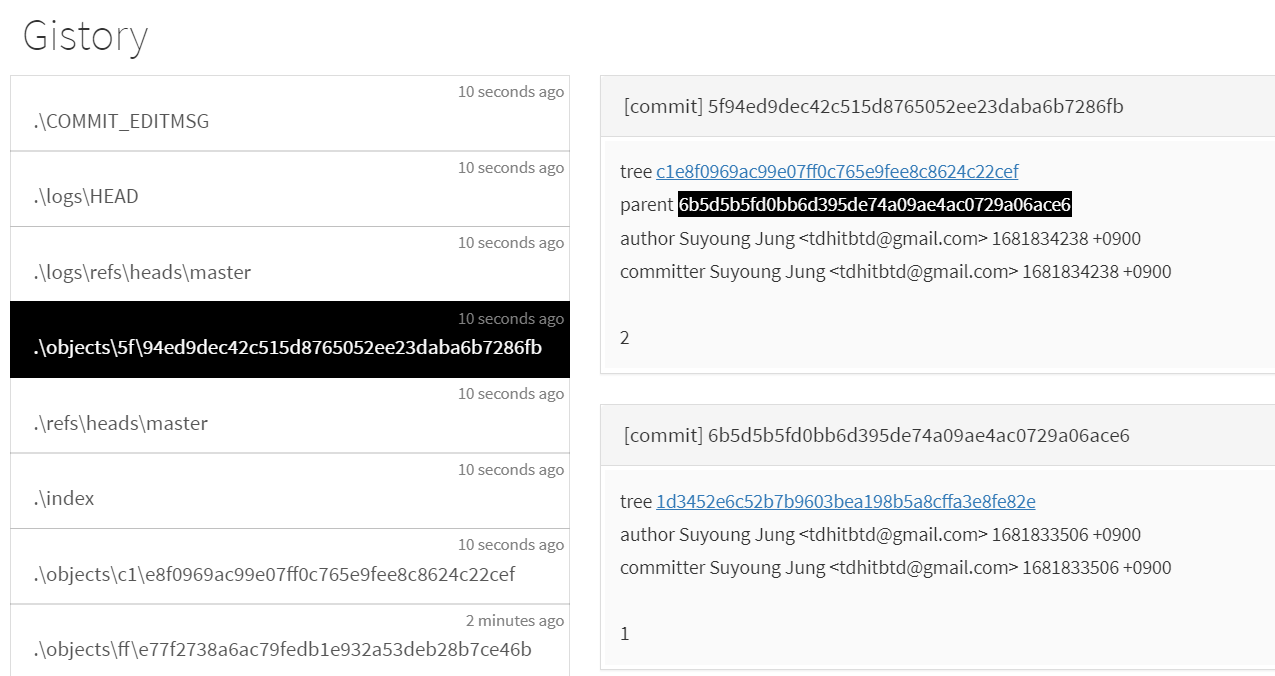 Gistory
10 seconds ago
.\COMMIT_EDITMSG
10 seconds ago
.\logs\HEAD
10 seconds ago
.\logs\refs\heads\master
10 seconds ago
.\objects\5f\94ed9dec42c515d8765052ee23daba6b7286fb
10 seconds ago
.\refs\heads\master
10 seconds ago
.\index
10 seconds ago
.\objects\c1\e8f0969ac99e07ff0c765e9fee8c8624c22cef
2 minutes ago
.\objects\ff\e77f2738a6ac79fedb1e932a53deb28b7ce46b
[commit] 5f94ed9dec42c515d8765052ee23daba6b7286fb
tree c1e8f0969ac99e07ff0c765e9fee8c8624c22cef
parent 6b5d5b5fd0bb6d395de74a09ae4ac0729a06ace6
author Suyoung Jung <tdhitbtd@gmail.com> 1681834238 +0900
committer Suyoung Jung <tdhitbtd@gmail.com> 1681834238 +0900
2
[commit] 6b5d5b5fd0bb6d395de74a09ae4ac0729a06ace6
tree 1d3452e6c52b7b9603bea198b5a8cffa3e8fe82e
author Suyoung Jung <tdhitbtd@gmail.com> 1681833506 +0900
committer Suyoung Jung <tdhitbtd@gmail.com> 1681833506 +0900
1